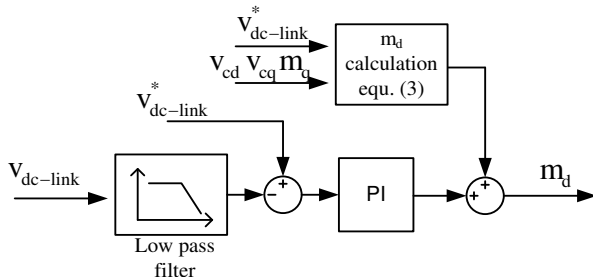 v*dc−link
vcd vcq mq
md
calculation
equ. (3)
v*dc−link
vdc−link
Low pass
filter
− +
PI
+ +
md